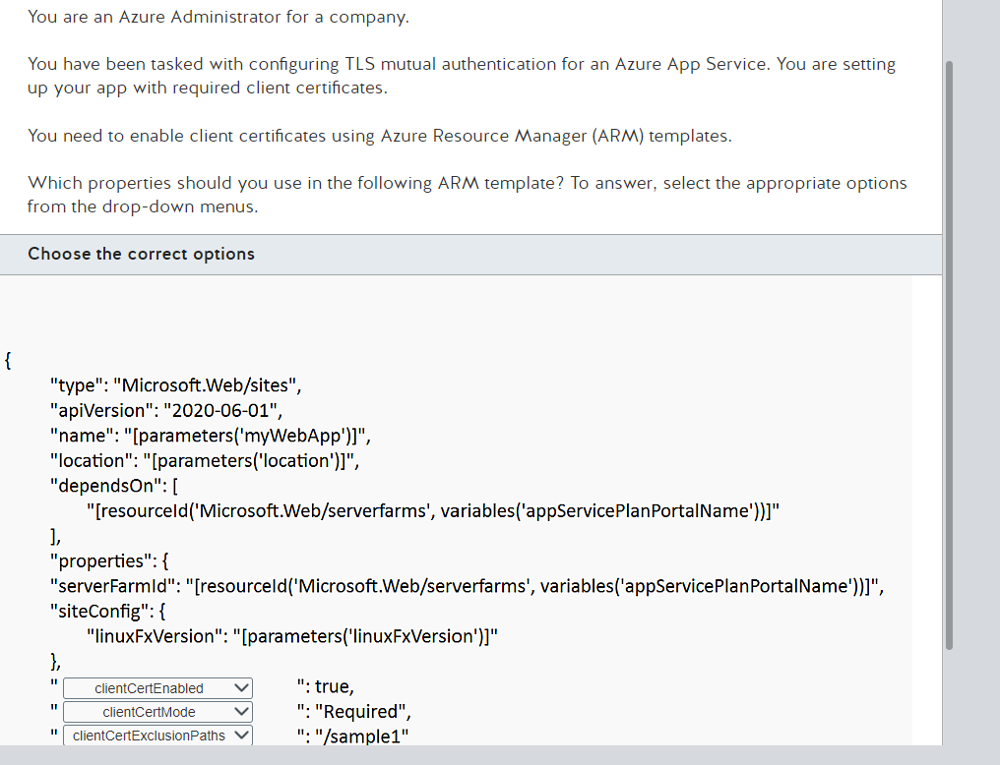 You are an Azure Administrator for a company.
You have been tasked with configuring TLS mutual authentication for an Azure App Service. You are setting
up your app with required client certificates.
You need to enable client certificates using Azure Resource Manager (ARM) templates.
Which properties should you use in the following ARM template? To answer, select the appropriate options
from the drop-down menus.
Choose the correct options
{
"type": "Microsoft.Web/sites",
"apiVersion": "2020-06-01",
"name": "[parameters('myWebApp')]",
"location": "[parameters('location')]",
"dependsOn": [
"[resourceId('Microsoft.Web/serverfarms', variables('appServicePlanPortalName'))]"
],
"properties": {
"serverFarmId": "[resourceId('Microsoft.Web/serverfarms', variables('appServicePlanPortalName'))]",
"siteConfig": {
"linuxFxVersion": "[parameters('linuxFxVersion')]"
},
" clientCertEnabled ": true,
" clientCertMode ": "Required",
" clientCertExclusionPaths ": "/sample1"